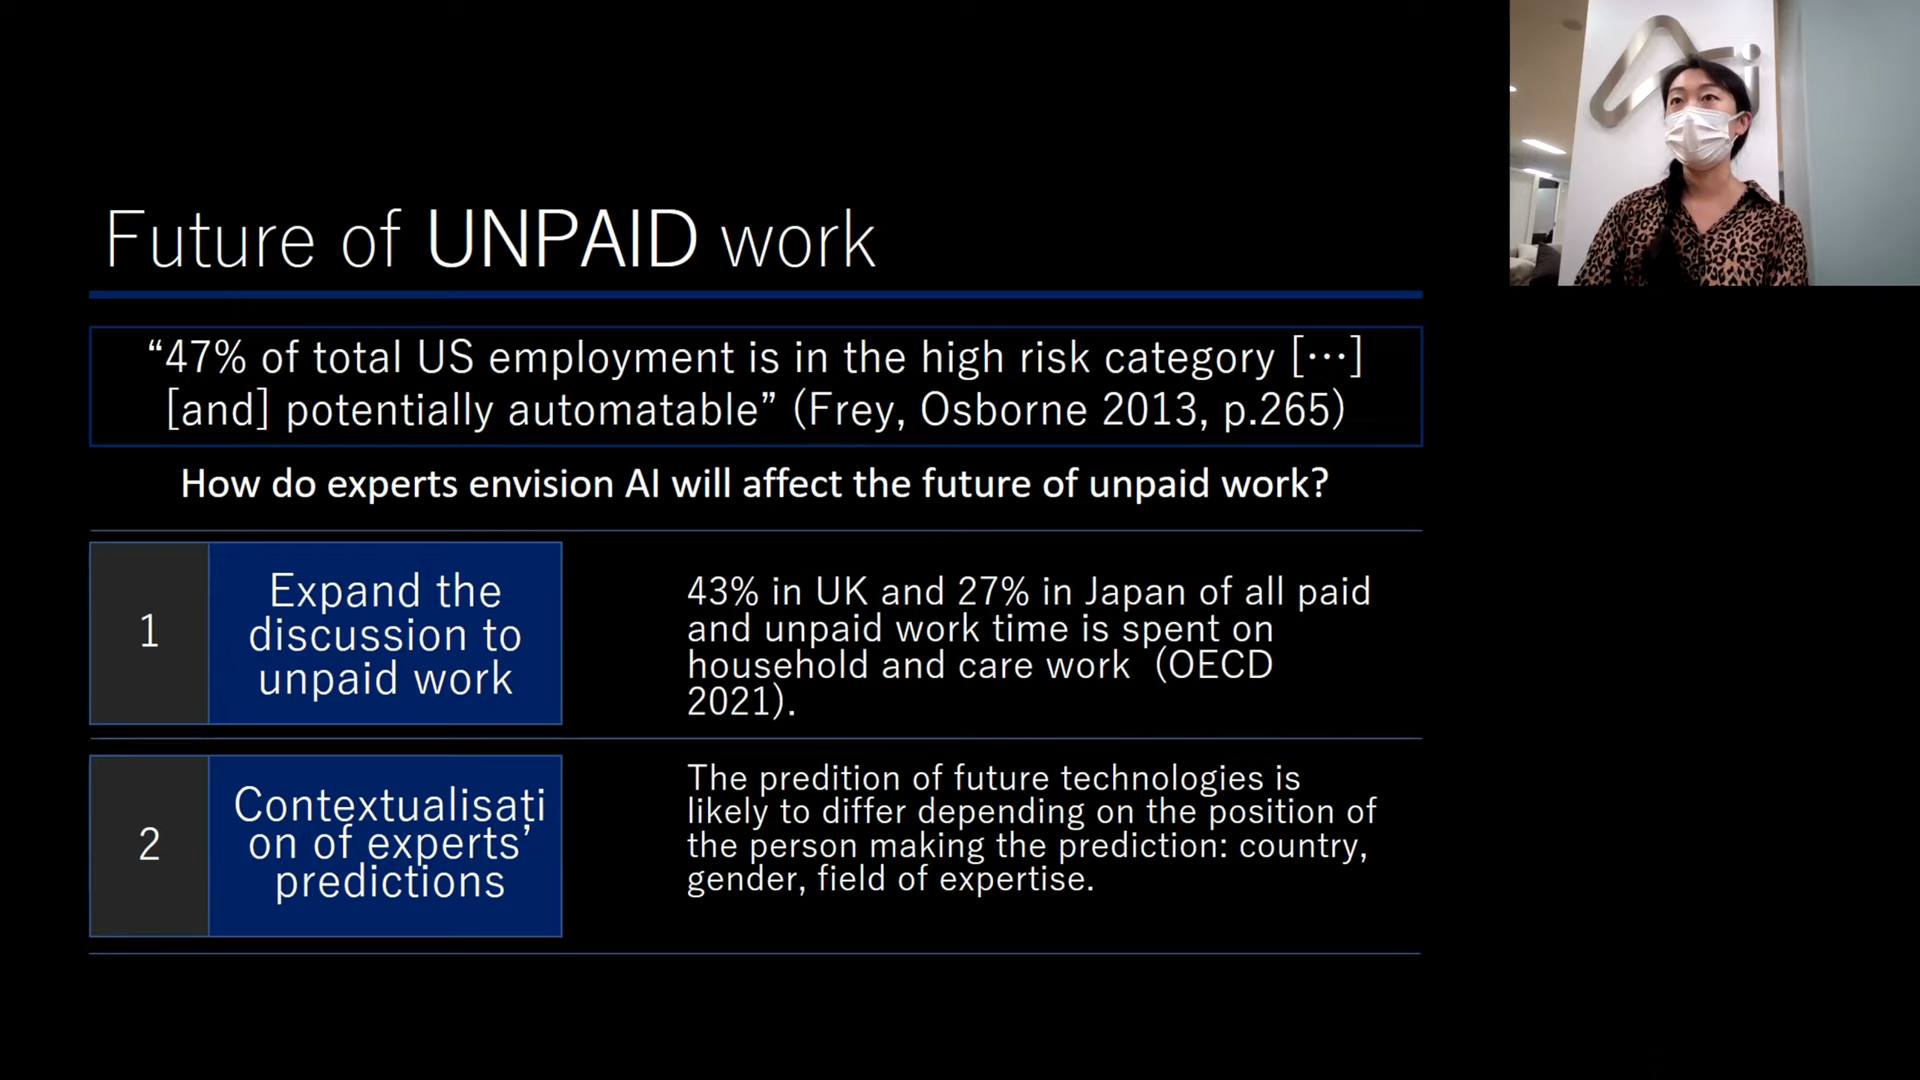 Future of UNPAID work
“47% of total US employment is in the high risk category […]
[and] potentially automatable” (Frey, Osborne 2013, p.265)
How do experts envision AI will affect the future of unpaid work?
1
Expand the
discussion to
unpaid work
43% in UK and 27% in Japan of all paid
and unpaid work time is spent on
household and care work (OECD
2021).
2
Contextualisati
on of experts’
predictions
The predition of future technologies is
likely to differ depending on the position of
the person making the prediction: country,
gender, field of expertise.